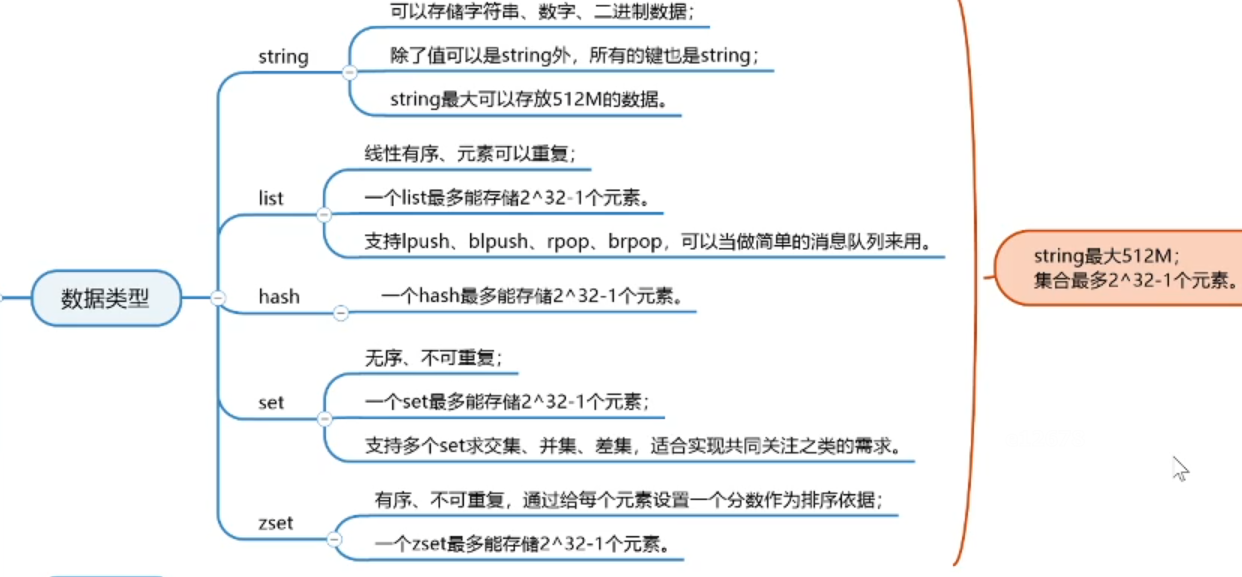 数据类型
string
可以存储字符串、数字、二进制数据；
除了值可以是string外，所有的键也是string；
string最大可以存放512M的数据。
list
线性有序、元素可以重复；
一个list最多能存储2^32-1个元素。
支持lpush、blpush、rpop、brpop，可以当做简单的消息队列来用。
hash
一个hash最多能存储2^32-1个元素。
set
无序、不可重复；
一个set最多能存储2^32-1个元素；
支持多个set求交集、并集、差集，适合实现共同关注之类的需求。
zset
有序、不可重复，通过给每个元素设置一个分数作为排序依据；
一个zset最多能存储2^32-1个元素。
string最大512M；
集合最多2^32-1个元素。